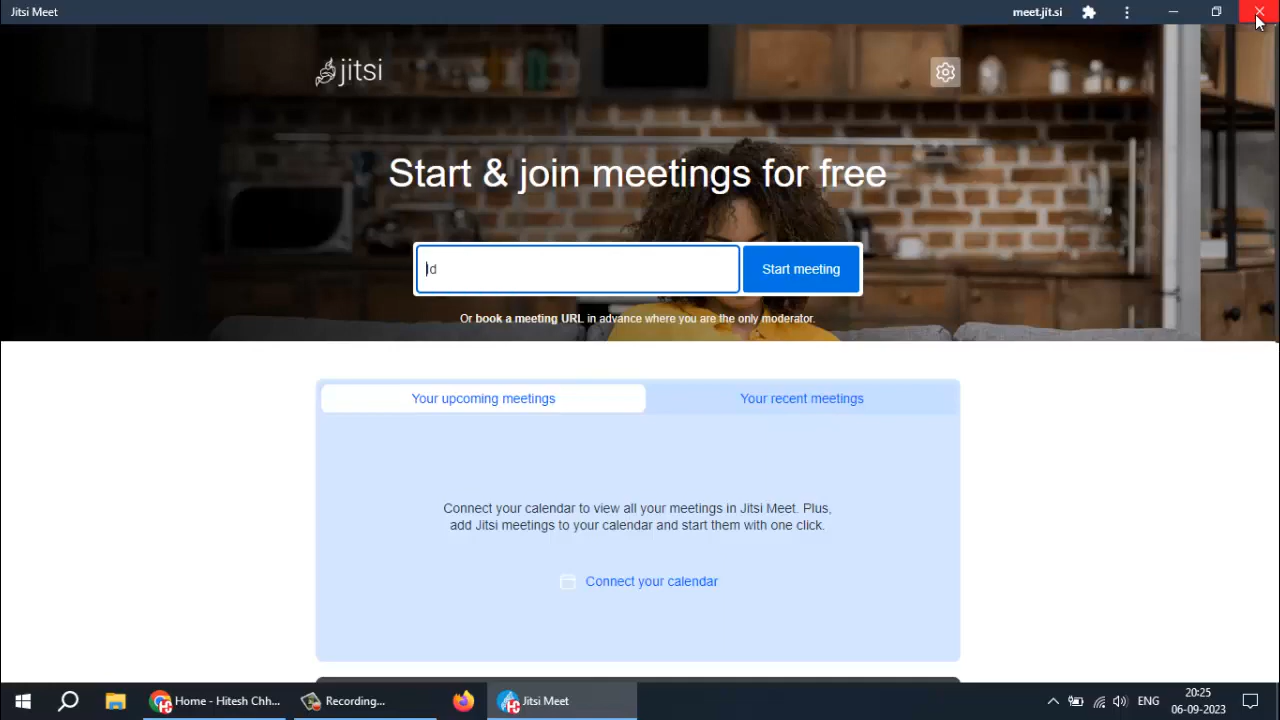 Jitsi Meet
meet.jit.si
jitsi
Start & join meetings for free
d
Start meeting
Or book a meeting URL in advance where you are the only moderator.
Your upcoming meetings
Your recent meetings
Connect your calendar to view all your meetings in Jitsi Meet. Plus,
add Jitsi meetings to your calendar and start them with one click.
Connect your calendar
Home - Hitesh Chh...
Recording...
Jitsi Meet
ENG
20:25
06-09-2023